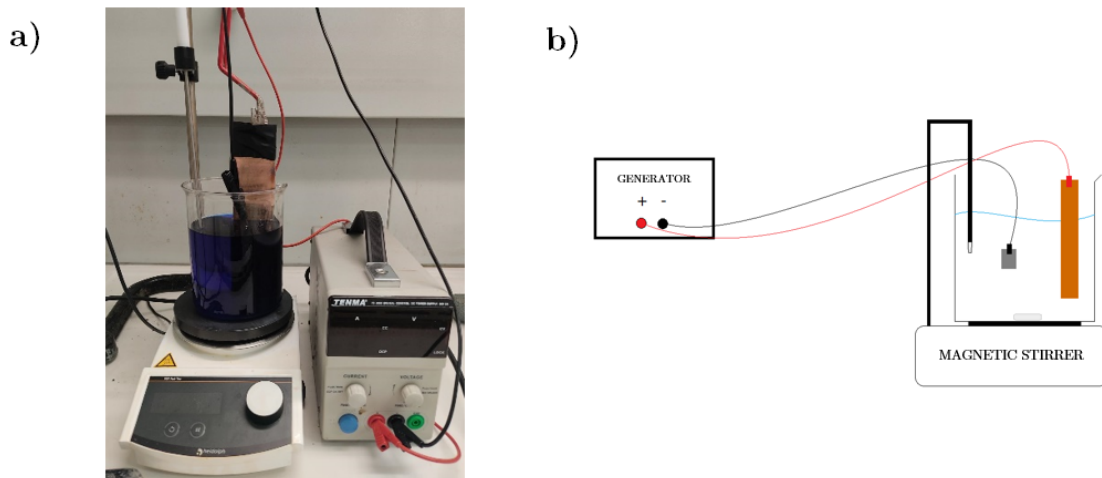 a)
TENMA
CURRENT
VOLTAGE
b)
GENERATOR
+ -
MAGNETIC STIRRER